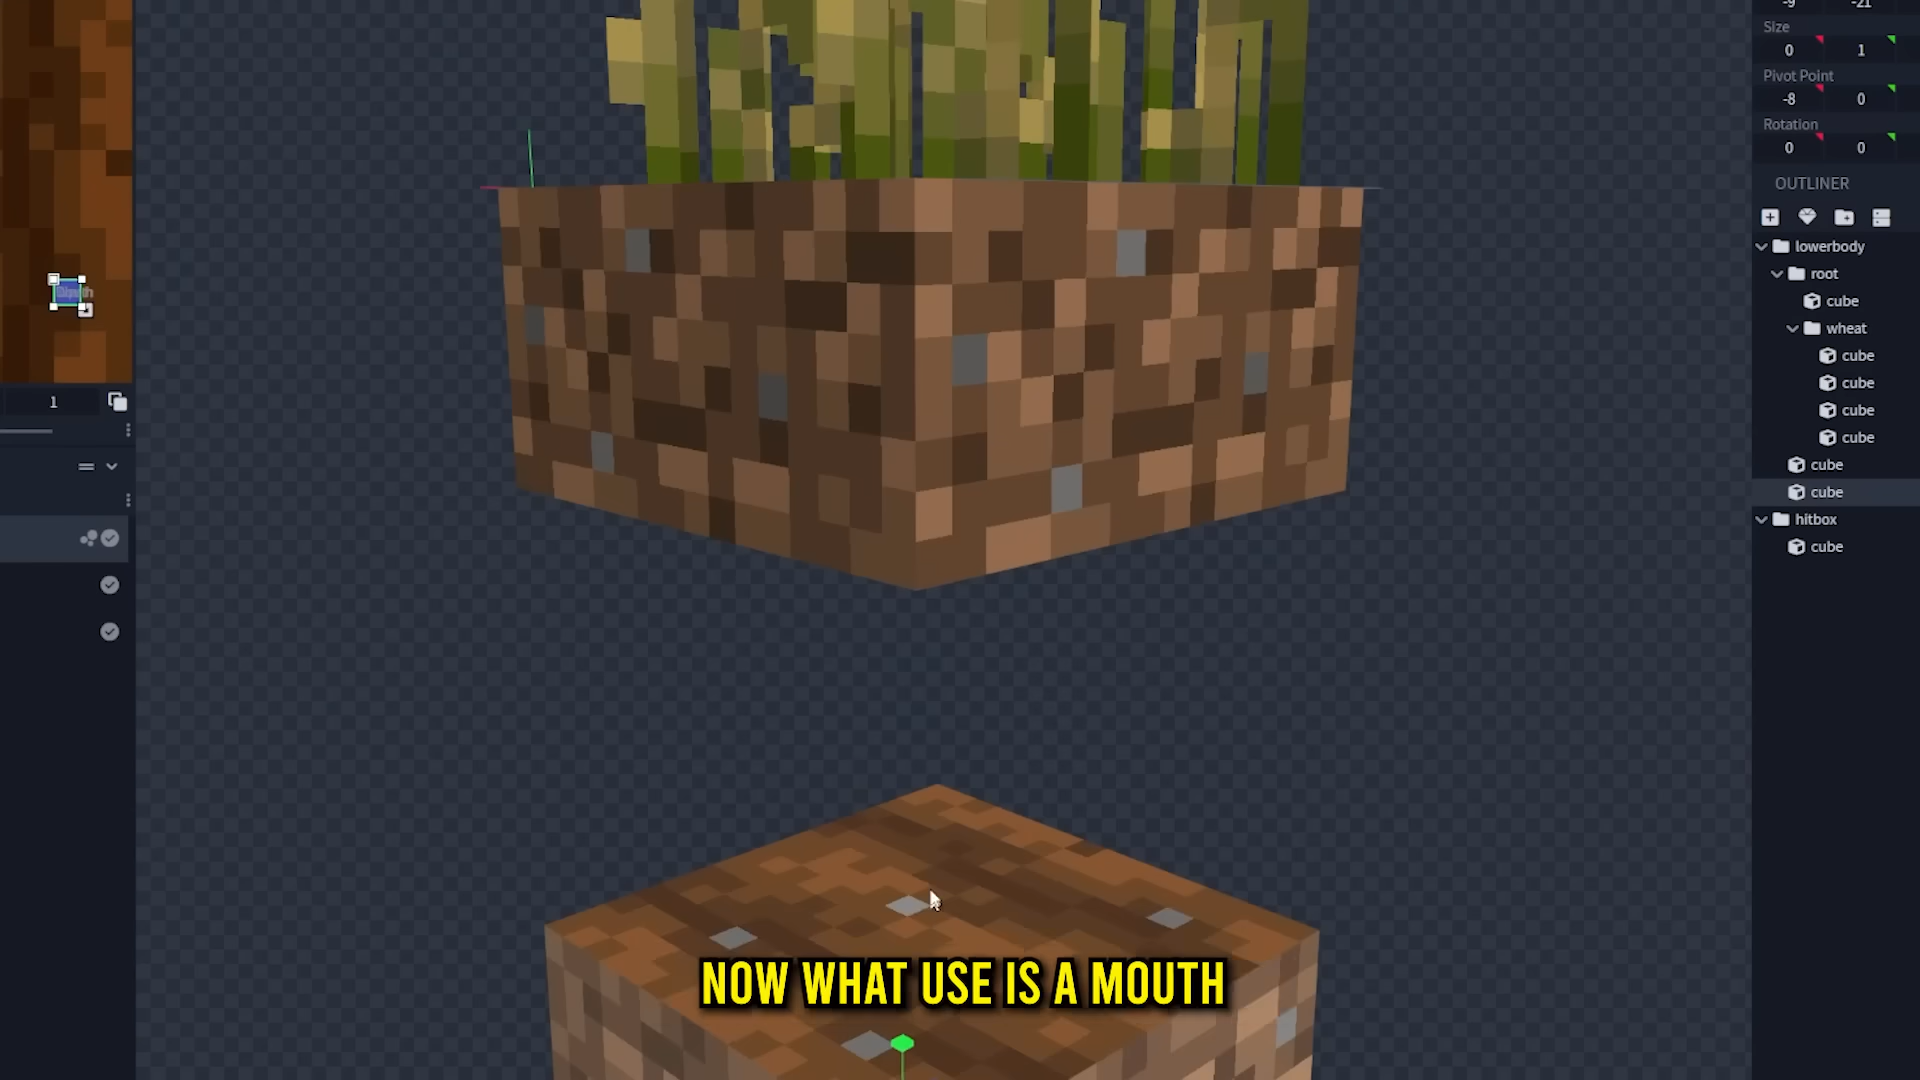 -9 -21
Size
0 1
Pivot Point
-8 0
Rotation
0 0
OUTLINER
lowerbody
root
cube
wheat
cube
cube
cube
cube
cube
cube
hitbox
cube
1
NOW WHAT USE IS A MOUTH